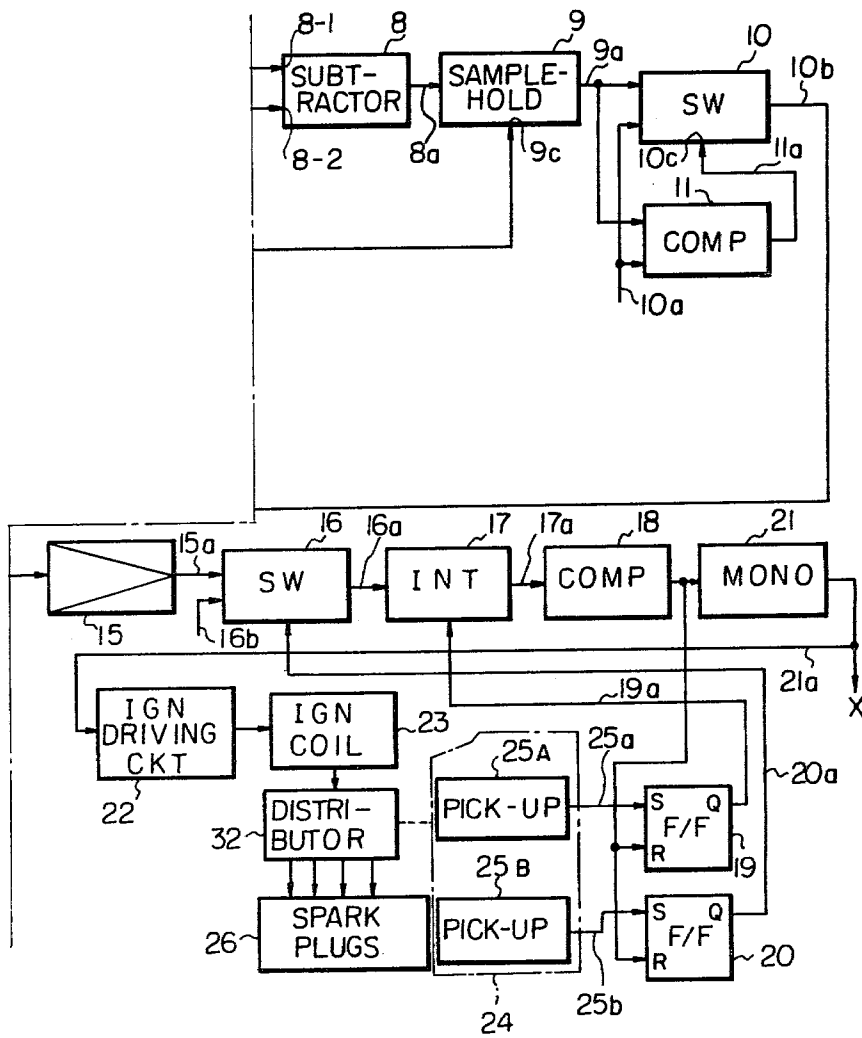 8-1
8
9
9a
10
10b
SUBT-
RACTOR
SAMPLE-
HOLD
SW
8-2
8a
9c
10c
11a
11
COMP
10a
15a
16
16a
17
17a
18
21
SW
INT
COMP
MONO
15
16b
19a
21a
X
IGN
DRIVING
CKT
IGN
COIL
23
22
25A
25a
20a
PICK-UP
S
Q
F/F
R
19
32
DISTRI-
BUTOR
25B
PICK-UP
S
Q
F/F
R
20
26
SPARK
PLUGS
24
25b